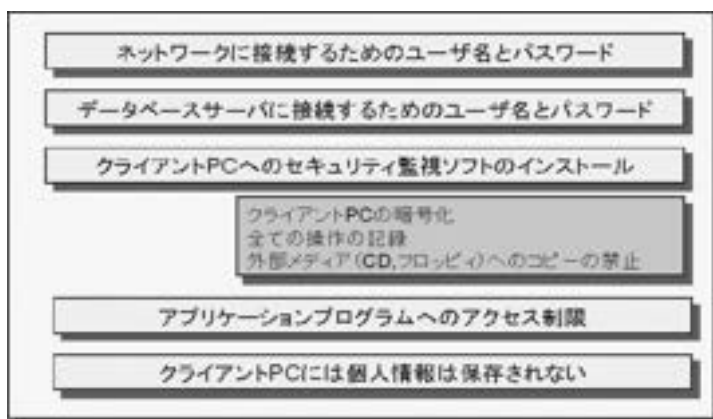 ネットワークに接続するためのユーザ名とパスワード
データベースサーバに接続するためのユーザ名とパスワード
クライアントPCへのセキュリティ監視ソフトのインストール
クライアントPCの暗号化
全ての操作の記録
外部メディア(CD,フロッピィ)へのコピーの禁止
アプリケーションプログラムへのアクセス制限
クライアントPCには個人情報は保存されない